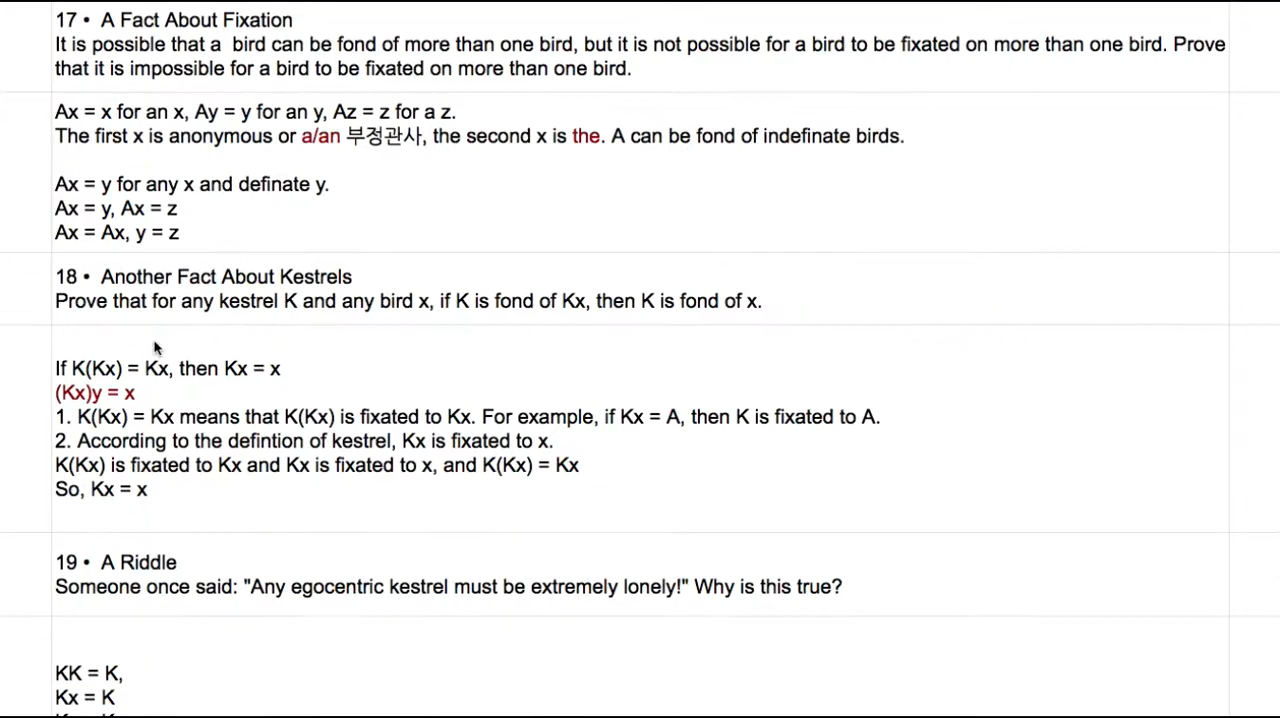 17 • A Fact About Fixation
It is possible that a bird can be fond of more than one bird, but it is not possible for a bird to be fixated on more than one bird. Prove
that it is impossible for a bird to be fixated on more than one bird.
Ax = x for an x, Ay = y for an y, Az = z for a z.
The first x is anonymous or a/an 부정관사, the second x is the. A can be fond of indefinate birds.
Ax = y for any x and definate y.
Ax = y, Ax = z
Ax = Ax, y = z
18 • Another Fact About Kestrels
Prove that for any kestrel K and any bird x, if K is fond of Kx, then K is fond of x.
If K(Kx) = Kx, then Kx = x
(Kx)y = x
1. K(Kx) = Kx means that K(Kx) is fixated to Kx. For example, if Kx = A, then K is fixated to A.
2. According to the defintion of kestrel, Kx is fixated to x.
K(Kx) is fixated to Kx and Kx is fixated to x, and K(Kx) = Kx
So, Kx = x
19 • A Riddle
Someone once said: "Any egocentric kestrel must be extremely lonely!" Why is this true?
KK = K,
Kx = K